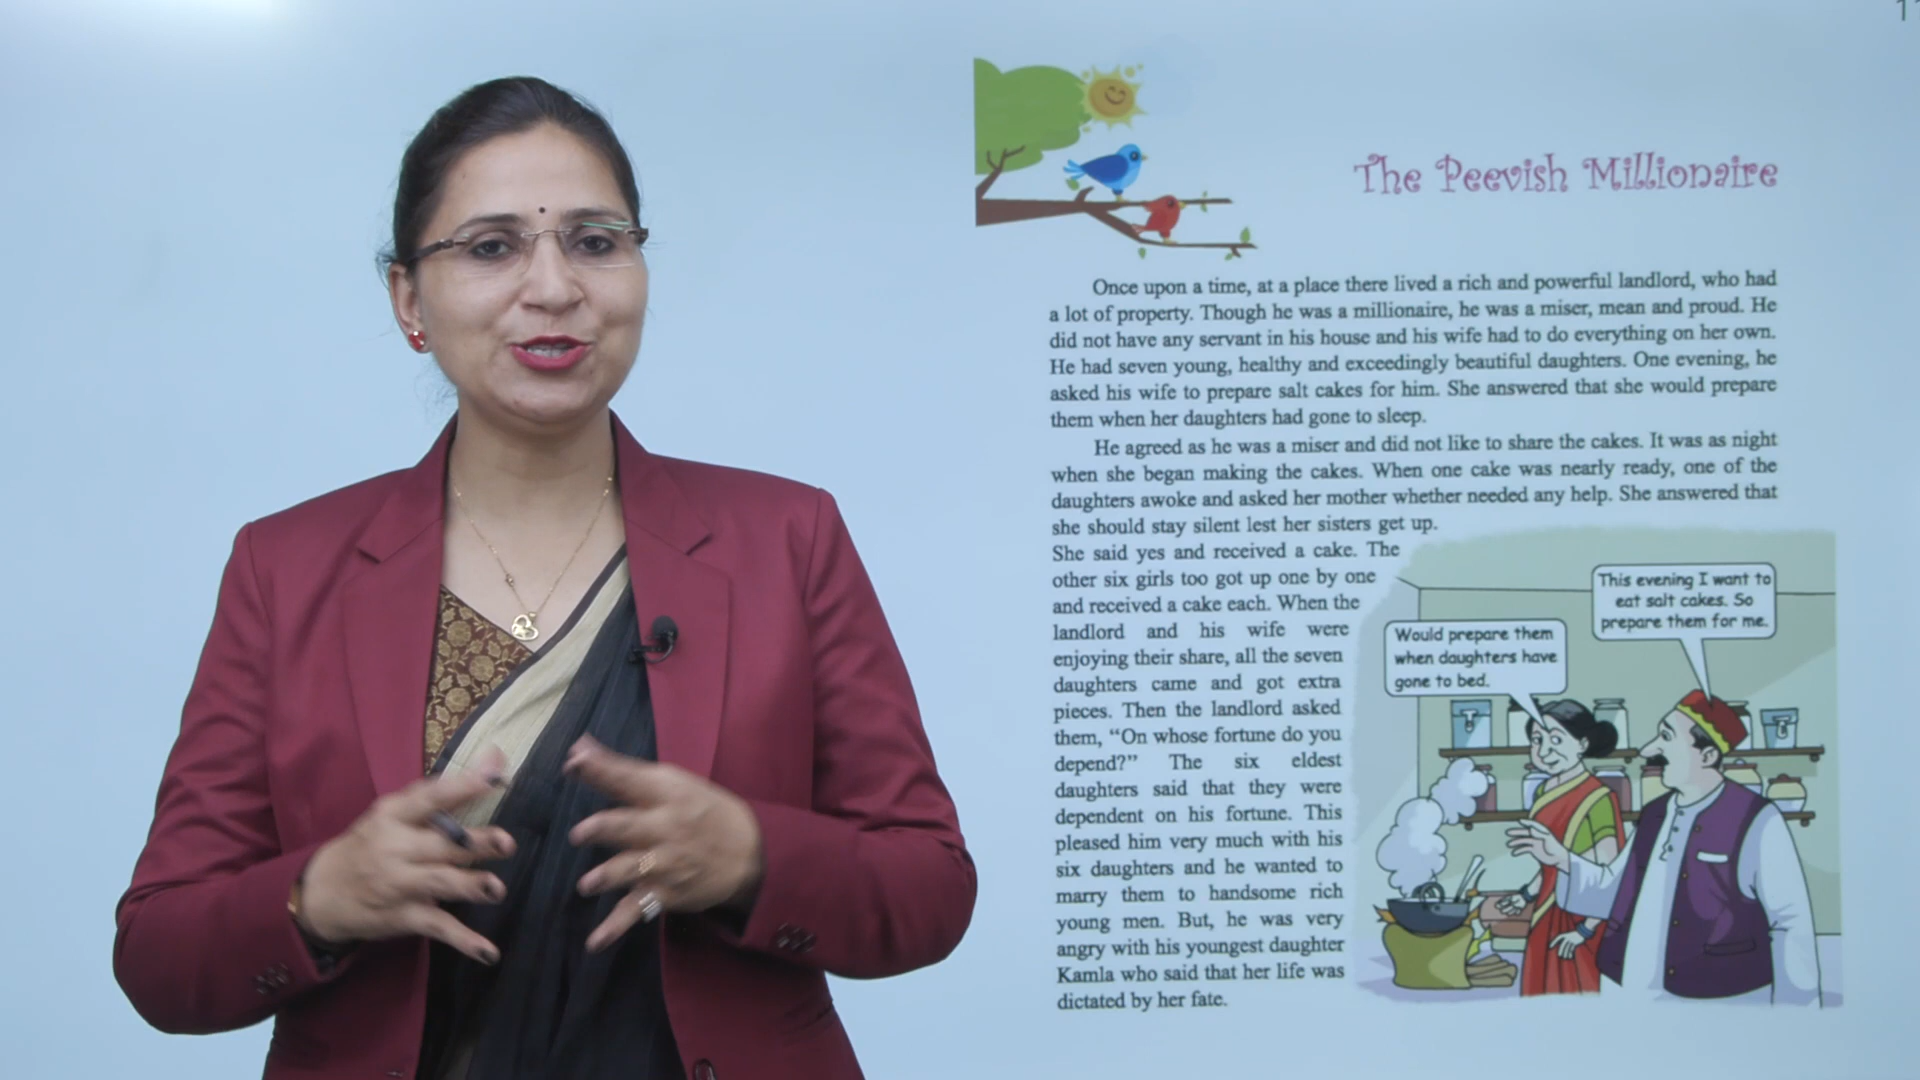 The Peevish Millionaire
Once upon a time, at a place there lived a rich and powerful landlord, who had
a lot of property. Though he was a millionaire, he was a miser, mean and proud. He
did not have any servant in his house and his wife had to do everything on her own.
He had seven young, healthy and exceedingly beautiful daughters. One evening, he
asked his wife to prepare salt cakes for him. She answered that she would prepare
them when her daughters had gone to sleep.
He agreed as he was a miser and did not like to share the cakes. It was as night
when she began making the cakes. When one cake was nearly ready, one of the
daughters awoke and asked her mother whether needed any help. She answered that
she should stay silent lest her sisters get up.
She said yes and received a cake. The
other six girls too got up one by one
and received a cake each. When the
landlord and his wife were
enjoying their share, all the seven
daughters came and got extra
pieces. Then the landlord asked
them, “On whose fortune do you
depend?” The six eldest
daughters said that they were
dependent on his fortune. This
pleased him very much with his
six daughters and he wanted to
marry them to handsome rich
young men. But, he was very
angry with his youngest daughter
Kamla who said that her life was
dictated by her fate.
This evening I want to
eat salt cakes. So
prepare them for me.
Would prepare them
when daughters have
gone to bed.